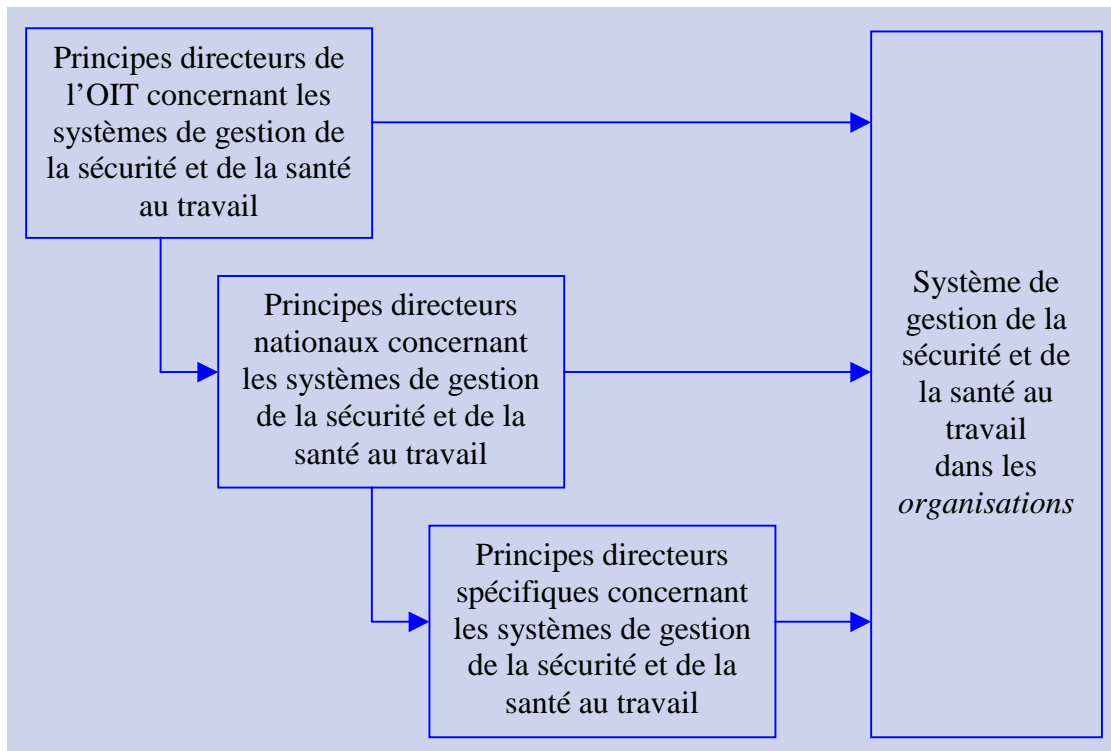 Principes directeurs de
l’OIT concernant les
systèmes de gestion de
la sécurité et de la santé
au travail
Principes directeurs
nationaux concernant
les systèmes de gestion
de la sécurité et de la
santé au travail
Principes directeurs
spécifiques concernant
les systèmes de gestion
de la sécurité et de la
santé au travail
Système de
gestion de la
sécurité et de
la santé au
travail
dans les
organisations